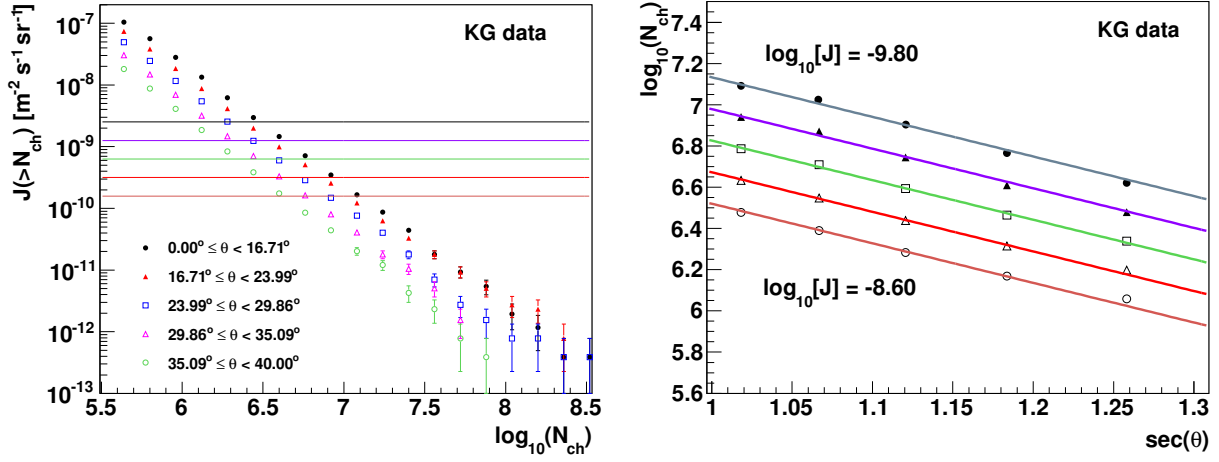 KG data
J(>N_ch) [m⁻² s⁻¹ sr⁻¹]
10⁻⁷
10⁻⁸
10⁻⁹
10⁻¹⁰
10⁻¹¹
10⁻¹²
10⁻¹³
0.00° ≤ θ < 16.71°
16.71° ≤ θ < 23.99°
23.99° ≤ θ < 29.86°
29.86° ≤ θ < 35.09°
35.09° ≤ θ < 40.00°
5.5 6 6.5 7 7.5 8 8.5
log₁₀(N_ch)
KG data
log₁₀(N_ch)
7.4
7.2
7
6.8
6.6
6.4
6.2
6
5.8
5.6
log₁₀[J] = -9.80
log₁₀[J] = -8.60
1 1.05 1.1 1.15 1.2 1.25 1.3
sec(θ)